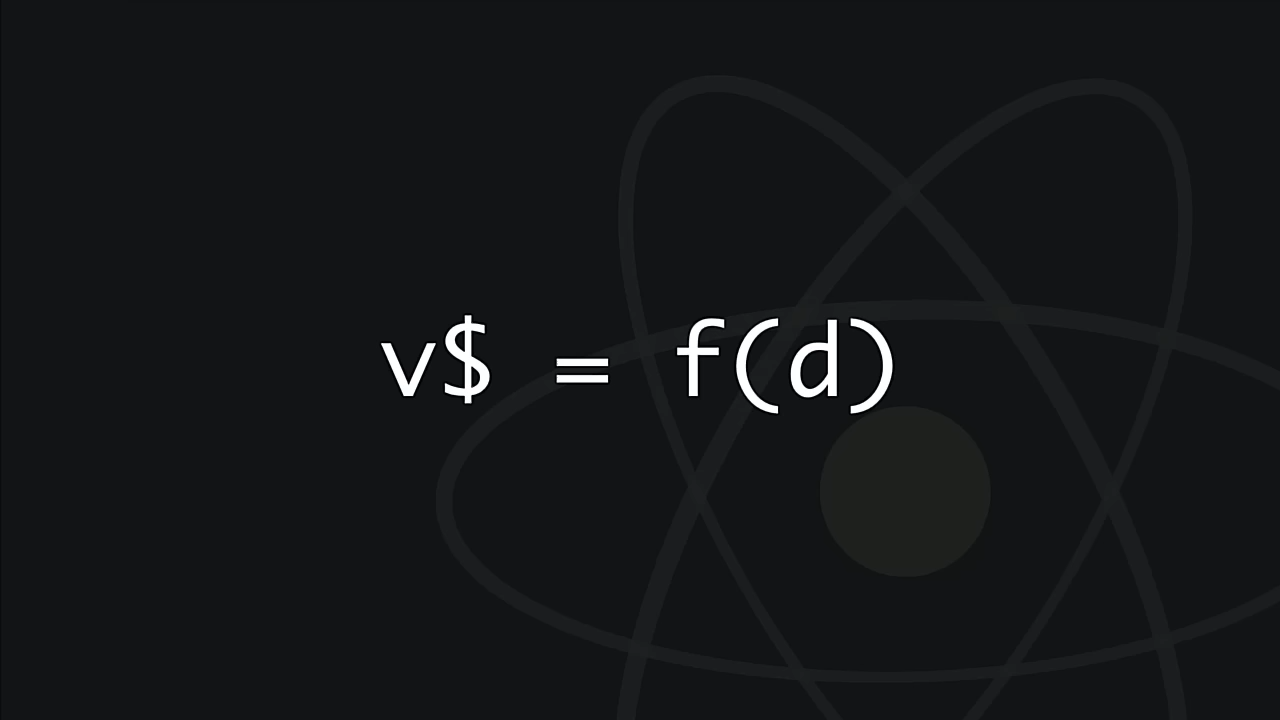 v$ = f(d)